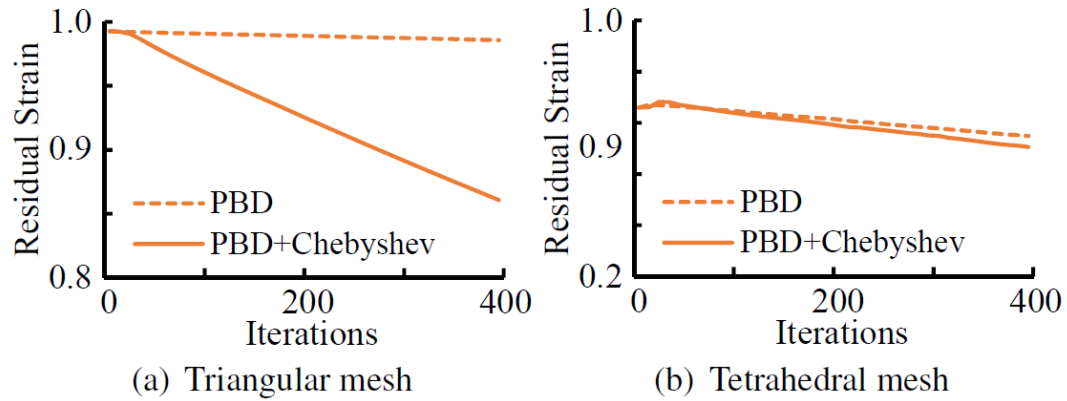 1.0
0.9
0.8
Residual Strain
PBD
PBD+Chebyshev
0 200 400
Iterations
(a) Triangular mesh
1.0
0.9
0.2
Residual Strain
PBD
PBD+Chebyshev
0 200 400
Iterations
(b) Tetrahedral mesh